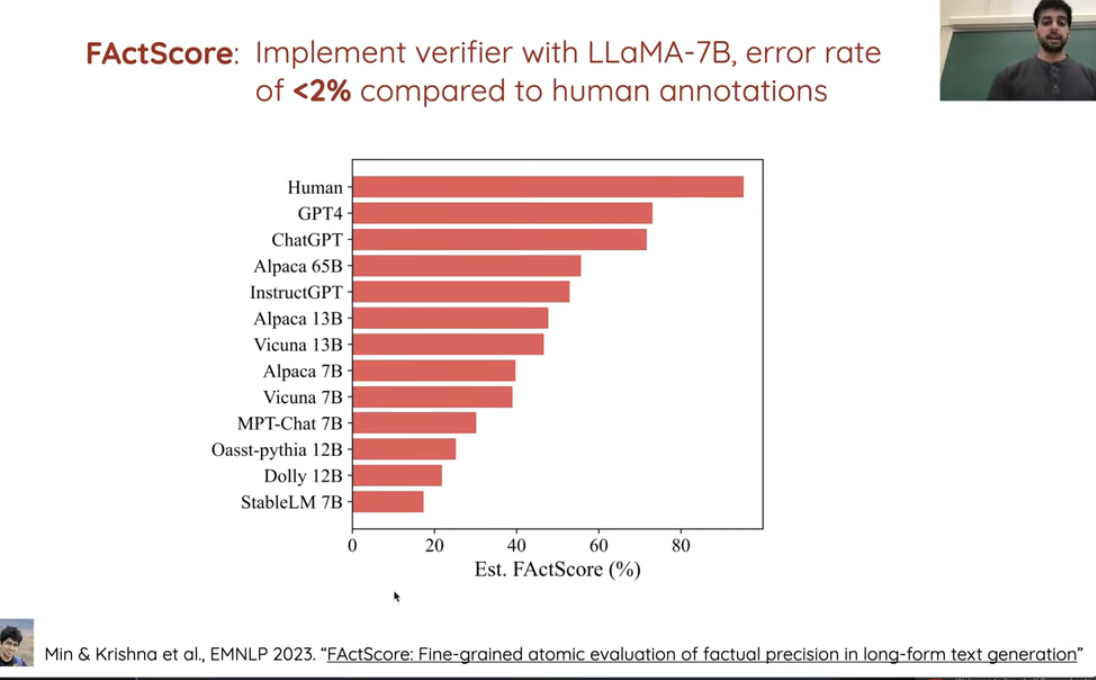 FActScore: Implement verifier with LLaMA-7B, error rate
of <2% compared to human annotations
Human
GPT4
ChatGPT
Alpaca 65B
InstructGPT
Alpaca 13B
Vicuna 13B
Alpaca 7B
Vicuna 7B
MPT-Chat 7B
Oasst-pythia 12B
Dolly 12B
StableLM 7B
0 20 40 60 80
Est. FActScore (%)
Min & Krishna et al., EMNLP 2023. “FActScore: Fine-grained atomic evaluation of factual precision in long-form text generation”